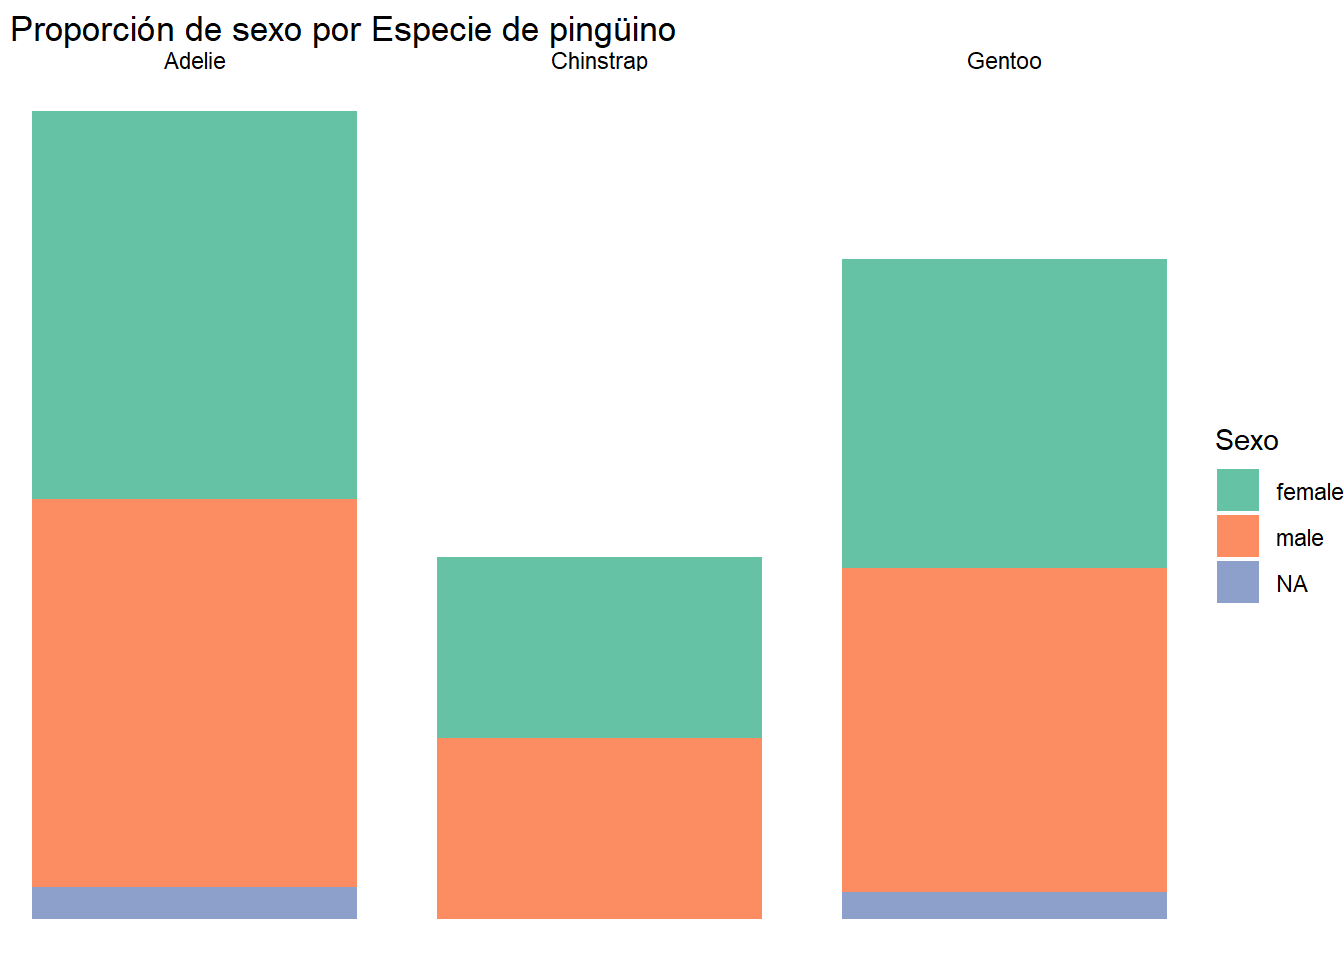 Proporción de sexo por Especie de pingüino
Adelie
Chinstrap
Gentoo
Sexo
female
male
NA